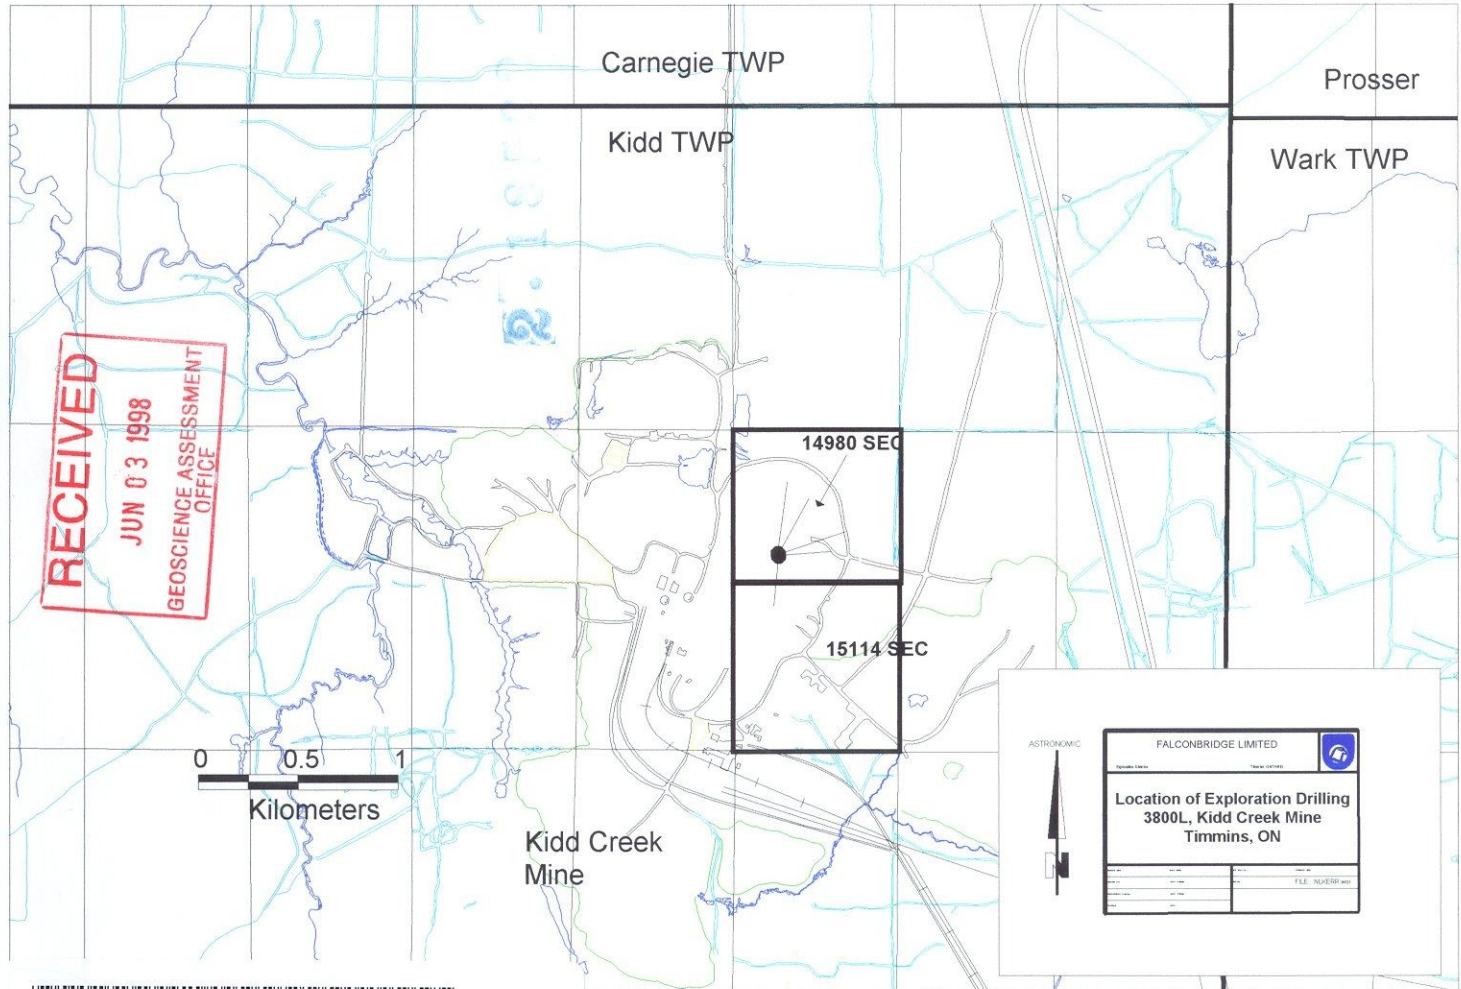 Carnegie TWP
Prosser
Kidd TWP
Wark TWP
RECEIVED
JUN 03 1998
GEOSCIENCE ASSESSMENT
OFFICE
14980 SEC
15114 SEC
0 0.5 1
Kilometers
Kidd Creek
Mine
ASTRONOMIC
N
FALCONBRIDGE LIMITED
Location of Exploration Drilling
3800L, Kidd Creek Mine
Timmins, ON